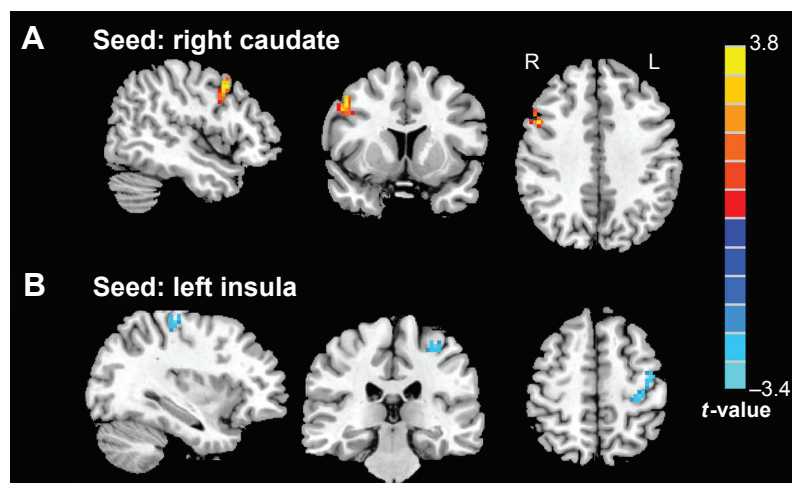 A Seed: right caudate
R L
3.8
B Seed: left insula
–3.4
t-value